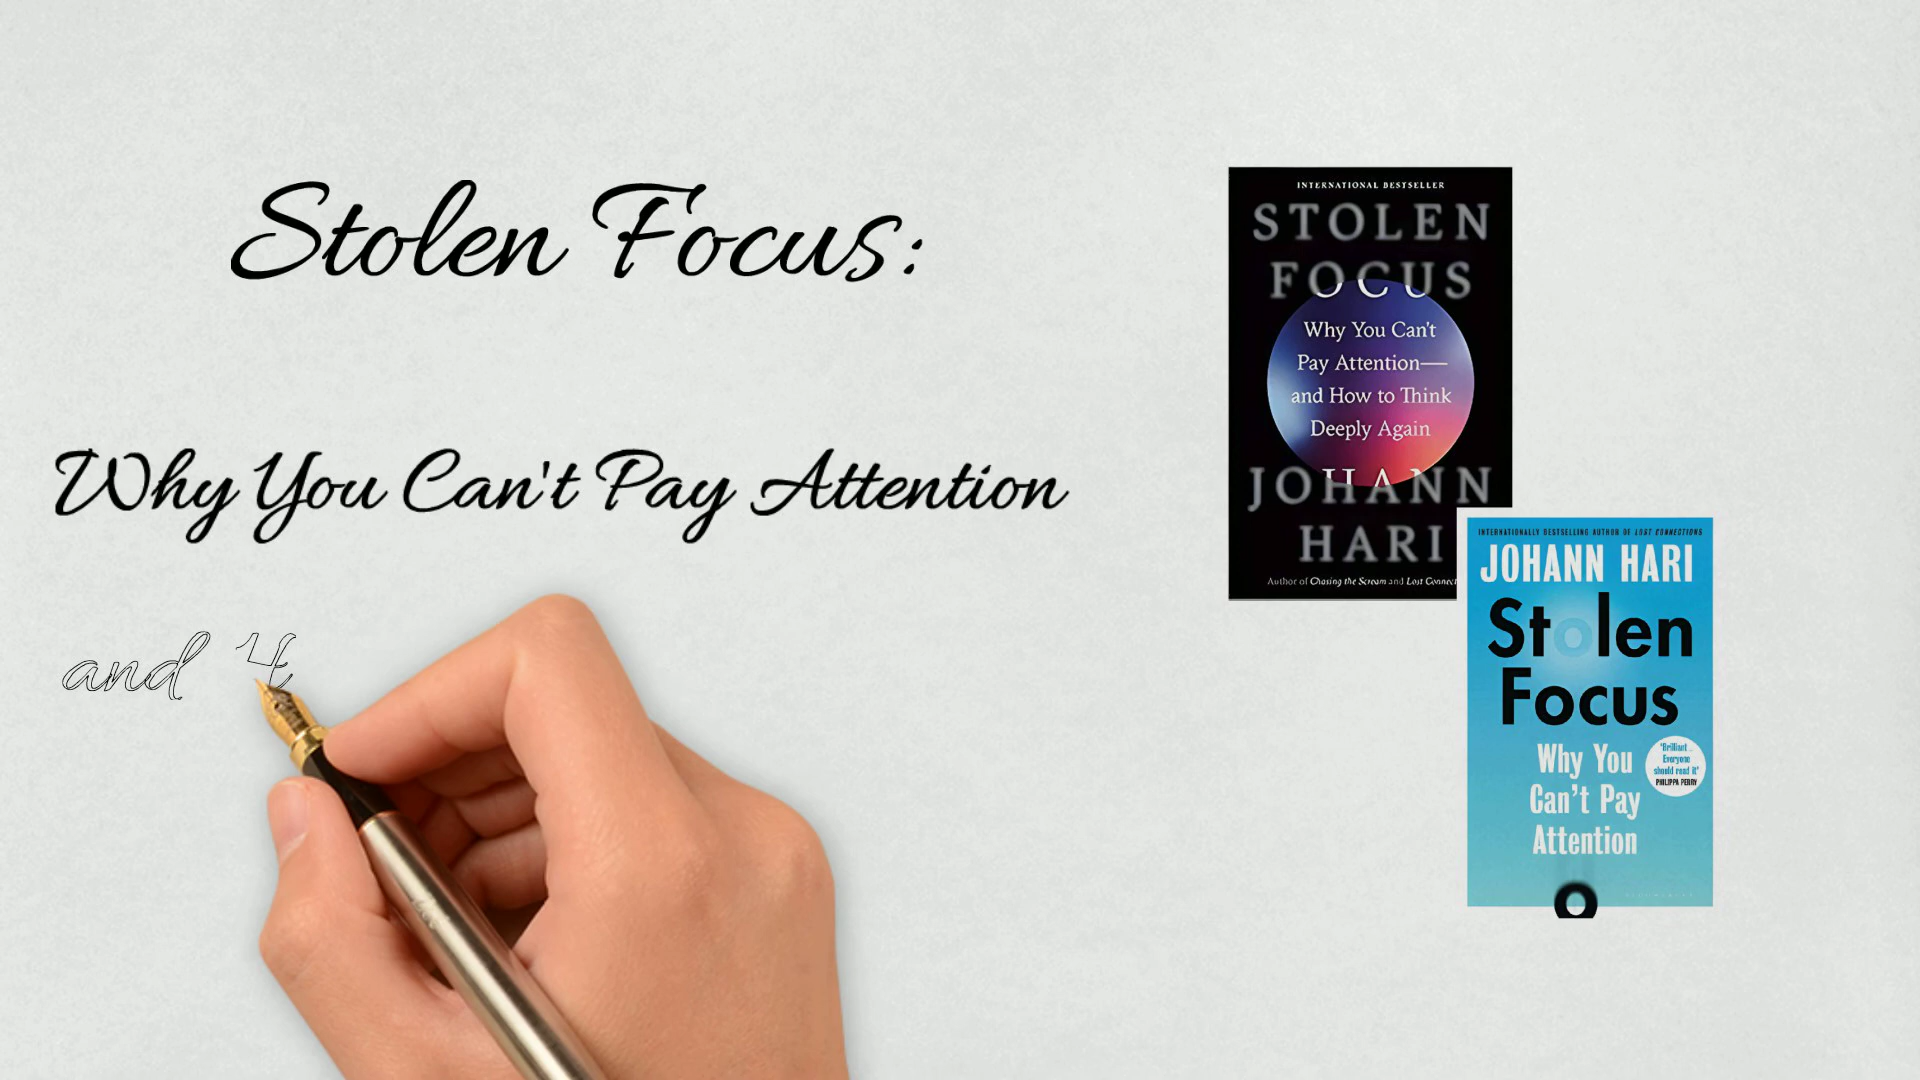 Stolen Focus:
Why You Can't Pay Attention
and
INTERNATIONAL BESTSELLER
STOLEN
FOCUS
Why You Can't
Pay Attention—
and How to Think
Deeply Again
JOHANN
HARI
Author of Chasing the Scream and Lost Connect
INTERNATIONALLY BESTSELLING AUTHOR OF LOST CONNECTIONS
JOHANN HARI
Stolen
Focus
Why You
Can't Pay
Attention
'Brilliant...
Everyone
should read it'
PHILIPPA PERRY
o